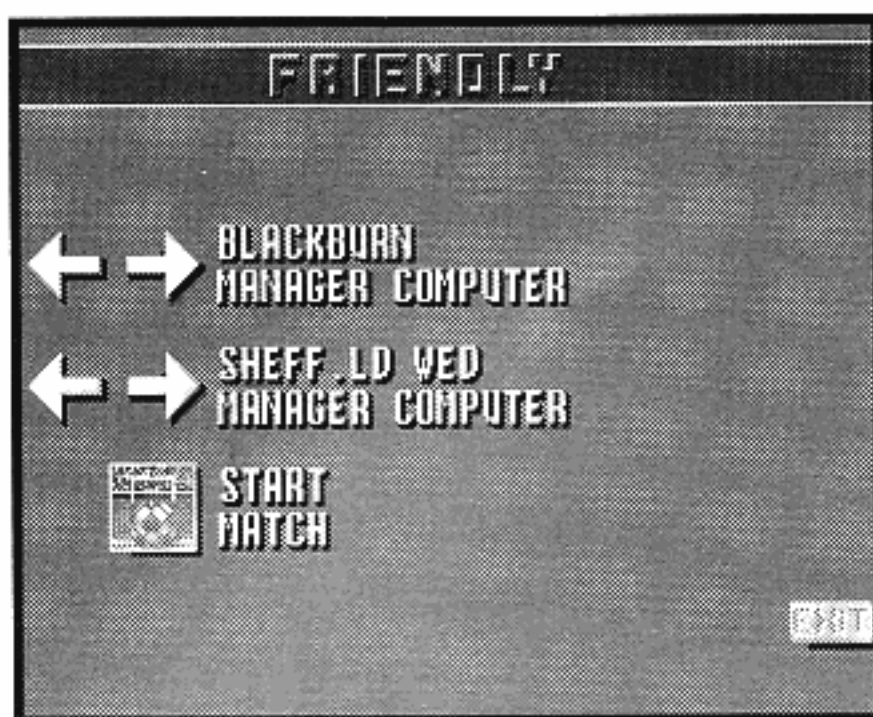 FRIENDLY
BLACKBURN
MANAGER COMPUTER
SHEFF.LD WED
MANAGER COMPUTER
START
MATCH
EXIT